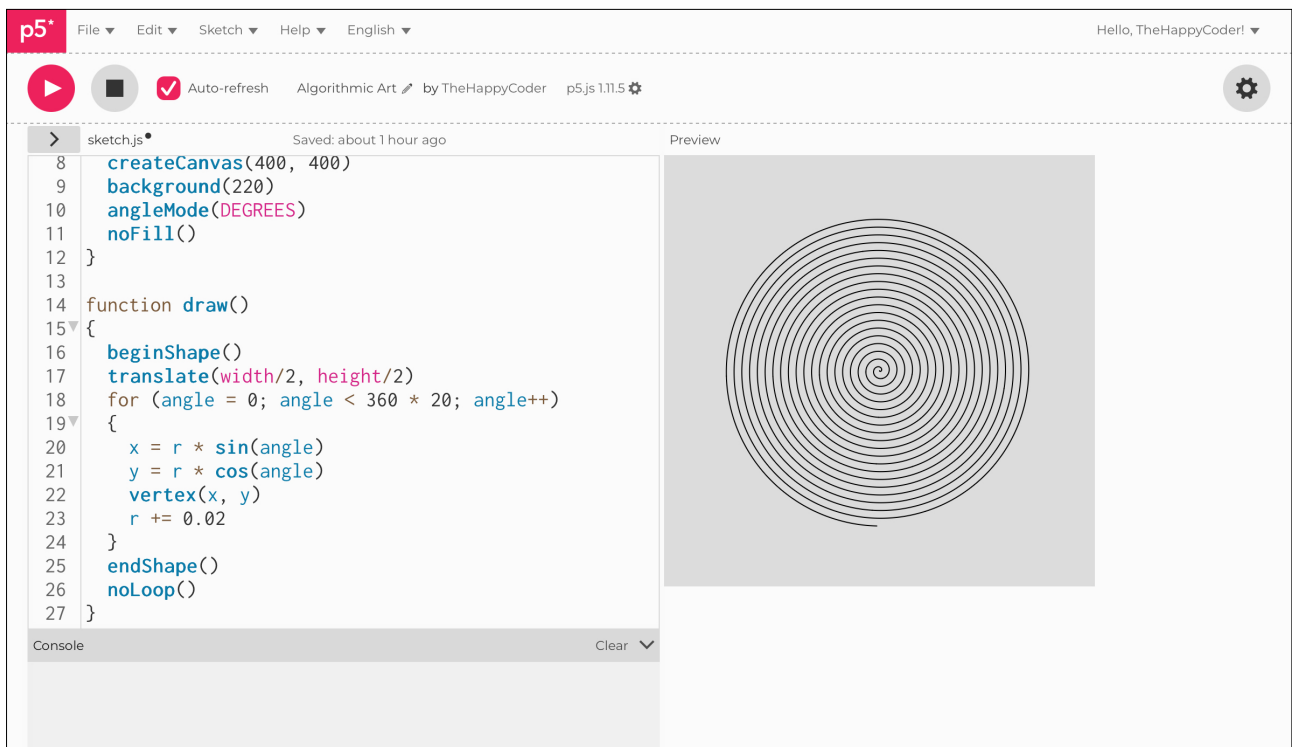 p5* File Edit Sketch Help English Hello, TheHappyCoder!
Auto-refresh Algorithmic Art by TheHappyCoder p5.js 1.11.5
sketch.js Saved: about 1 hour ago Preview
8 createCanvas(400, 400)
9 background(220)
10 angleMode(DEGREES)
11 noFill()
12 }
13
14 function draw()
15 {
16 beginShape()
17 translate(width/2, height/2)
18 for (angle = 0; angle < 360 * 20; angle++)
19 {
20 x = r * sin(angle)
21 y = r * cos(angle)
22 vertex(x, y)
23 r += 0.02
24 }
25 endShape()
26 noLoop()
27 }
Console Clear